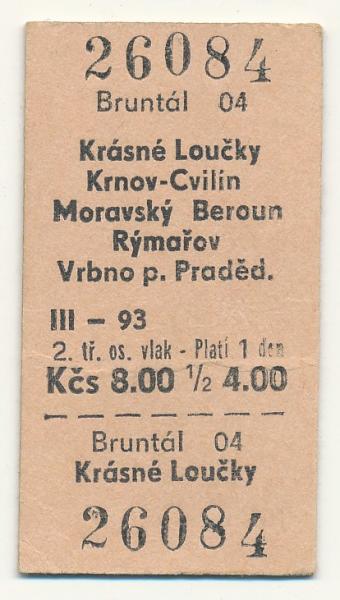 26084
Bruntál 04
Krásné Loučky
Krnov-Cvilín
Moravský Beroun
Rýmařov
Vrbno p. Praděd.
III - 93
2. tř. os. vlak - Platí 1 den
Kčs 8.00 ½ 4.00
Bruntál 04
Krásné Loučky
26084